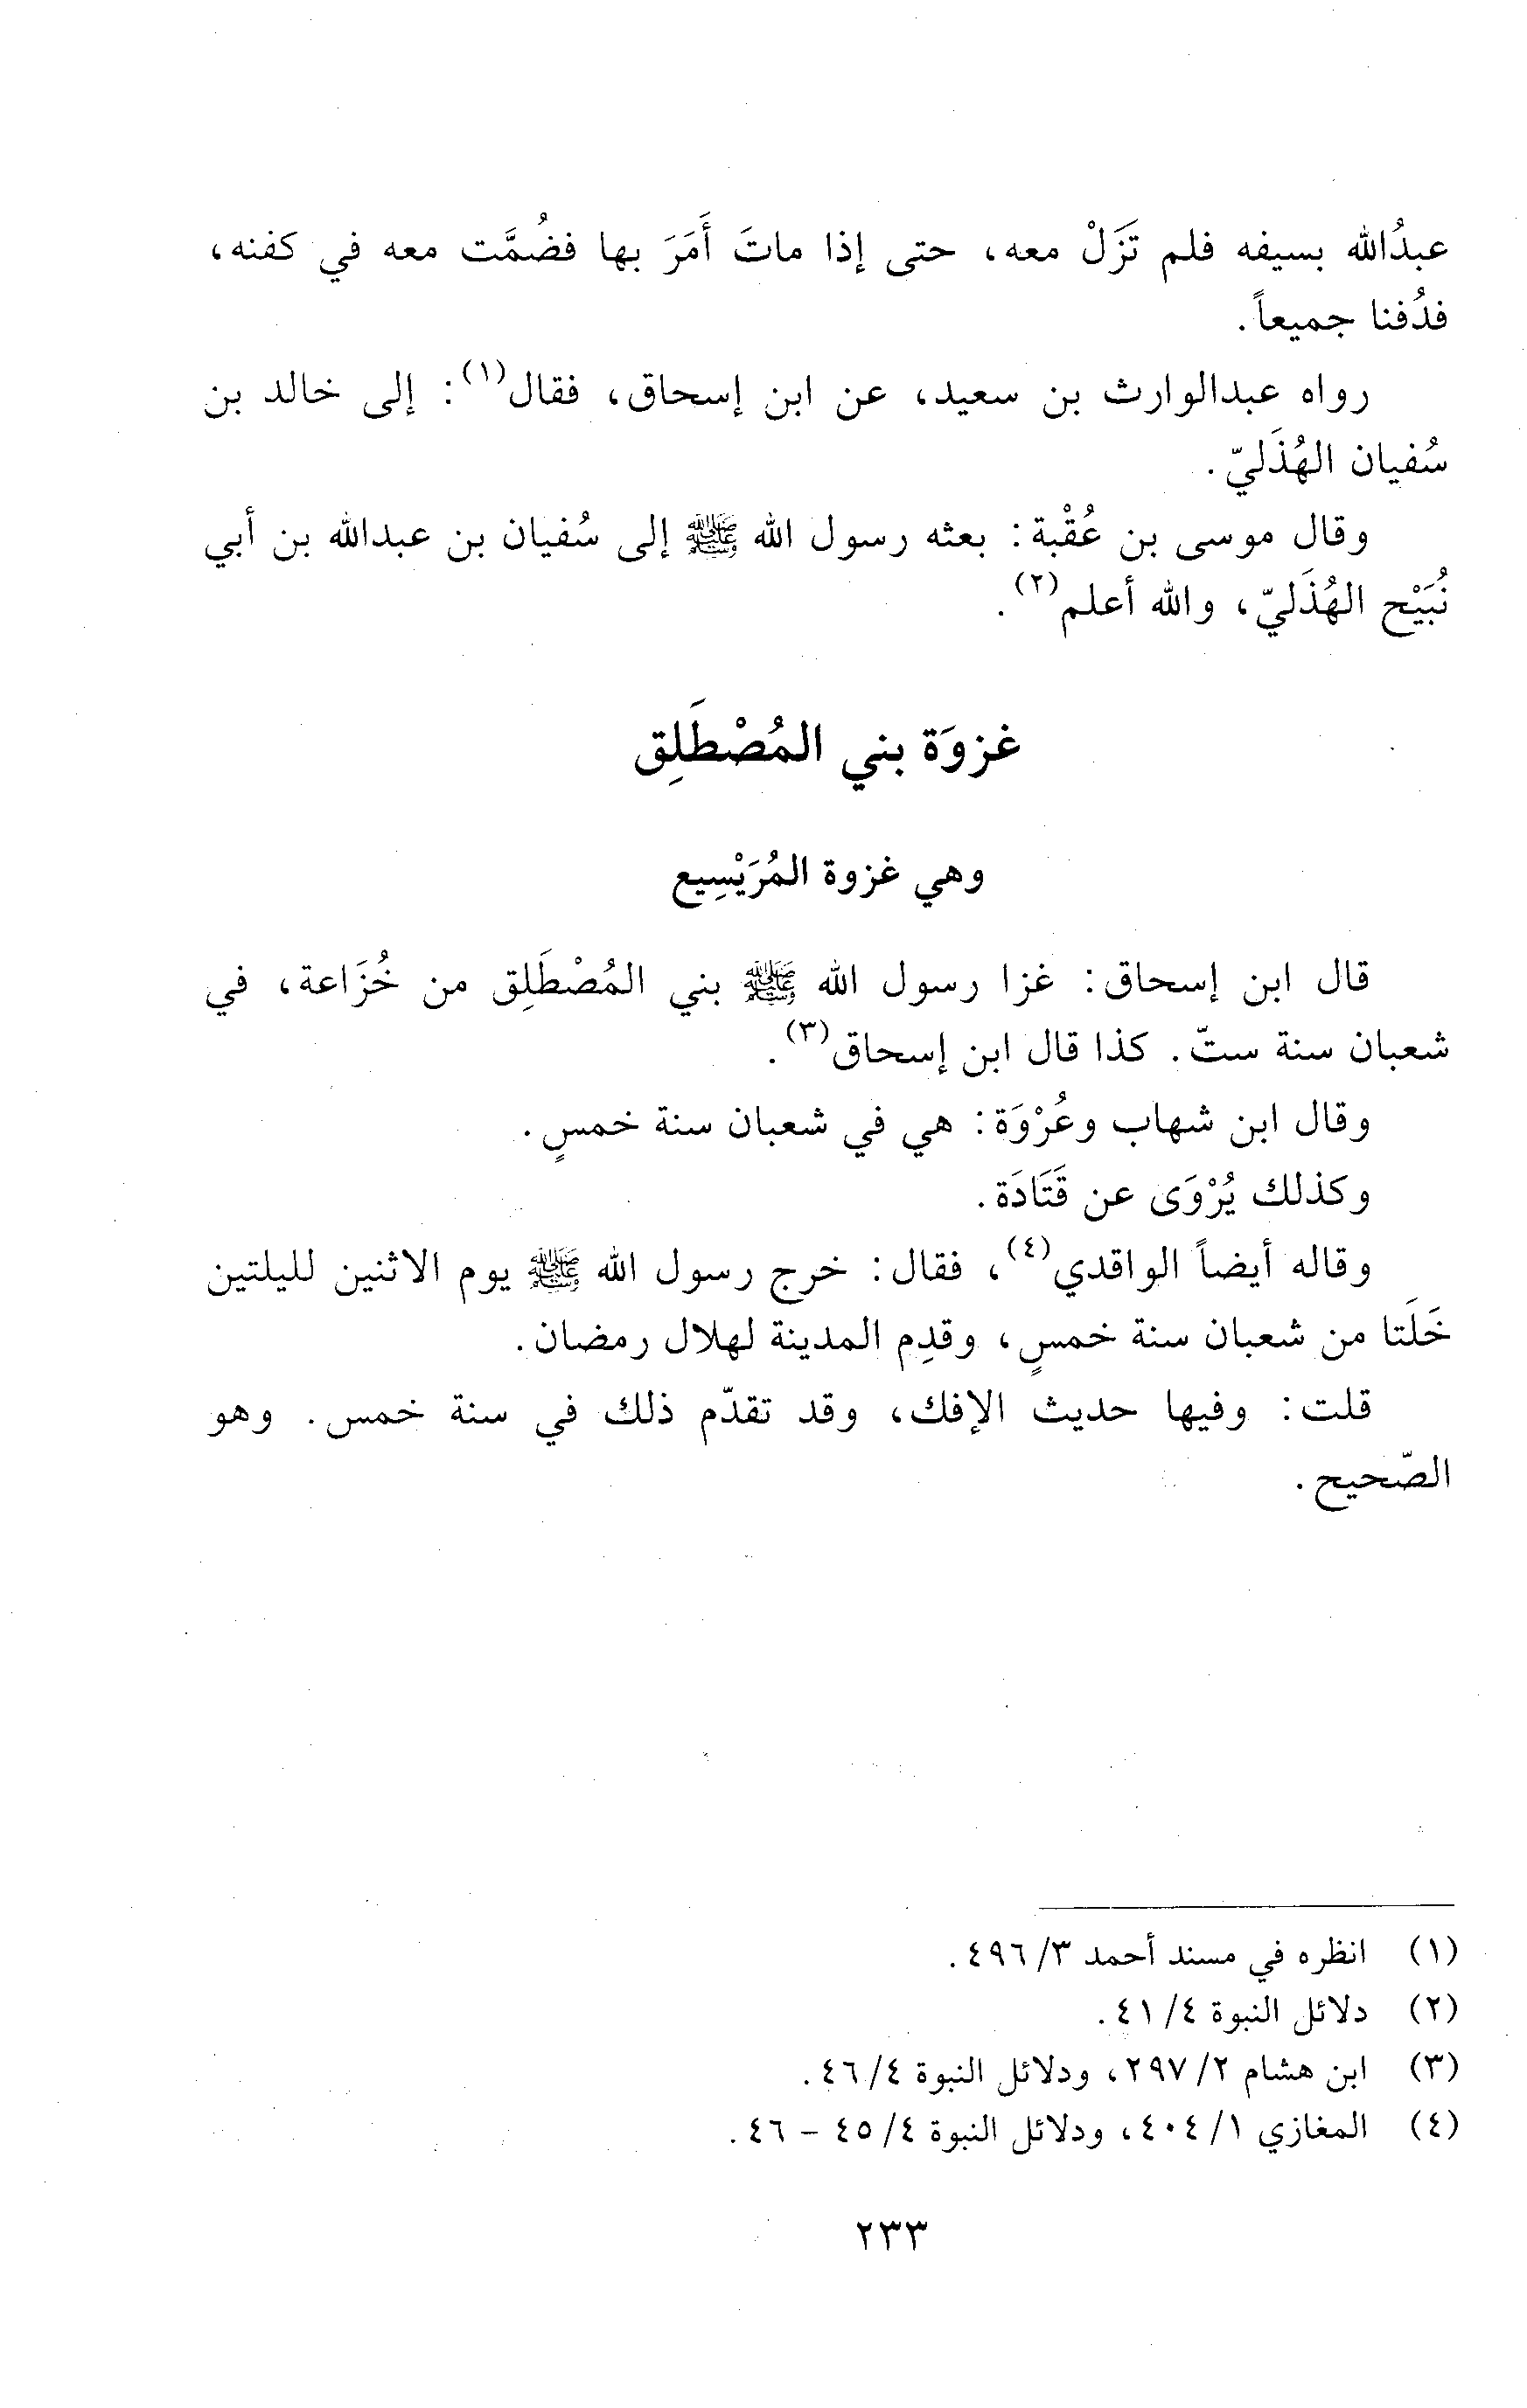 عبدُالله بسيفه فلم تَزَلْ معه، حتى إذا ماتَ أَمَرَ بها فضُمَّت معه في كفنه،
فدُفنا جميعاً.
رواه عبدالوارث بن سعيد، عن ابن إسحاق، فقال(١): إلى خالد بن
سُفيان الهُذَليّ.
وقال موسى بن عُقْبة: بعثه رسول الله ﷺ إلى سُفيان بن عبدالله بن أبي
نُبَيْح الهُذَليّ، والله أعلم(٢).
غزوَة بني المُصْطَلِق
وهي غزوة المُرَيْسِيع
قال ابن إسحاق: غزا رسول الله ﷺ بني المُصْطَلِق من خُزَاعة، في
شعبان سنة ستّ. كذا قال ابن إسحاق(٣).
وقال ابن شهاب وعُرْوَة: هي في شعبان سنة خمسٍ.
وكذلك يُرْوَى عن قَتَادَة.
وقاله أيضاً الواقدي(٤)، فقال: خرج رسول الله ﷺ يوم الاثنين لليلتين
خَلَتا من شعبان سنة خمسٍ، وقدِم المدينة لهلال رمضان.
قلت: وفيها حديث الإفك، وقد تقدّم ذلك في سنة خمس. وهو
الصّحيح.
(١) انظره في مسند أحمد ٣/ ٤٩٦.
(٢) دلائل النبوة ٤/ ٤١.
(٣) ابن هشام ٢/ ٢٩٧، ودلائل النبوة ٤/ ٤٦.
(٤) المغازي ١/ ٤٠٤، ودلائل النبوة ٤/ ٤٥ – ٤٦.
٢٣٣